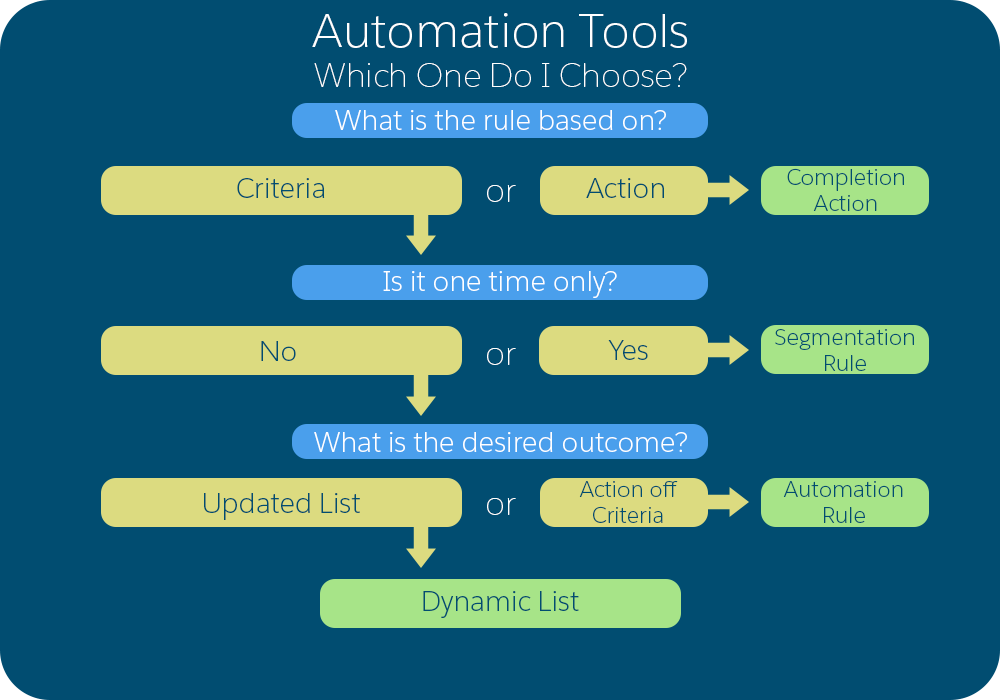 Automation Tools
Which One Do I Choose?
What is the rule based on?
Criteria or Action
Completion
Action
Is it one time only?
No or Yes
Segmentation
Rule
What is the desired outcome?
Updated List or
Action off
Criteria
Automation
Rule
Dynamic List